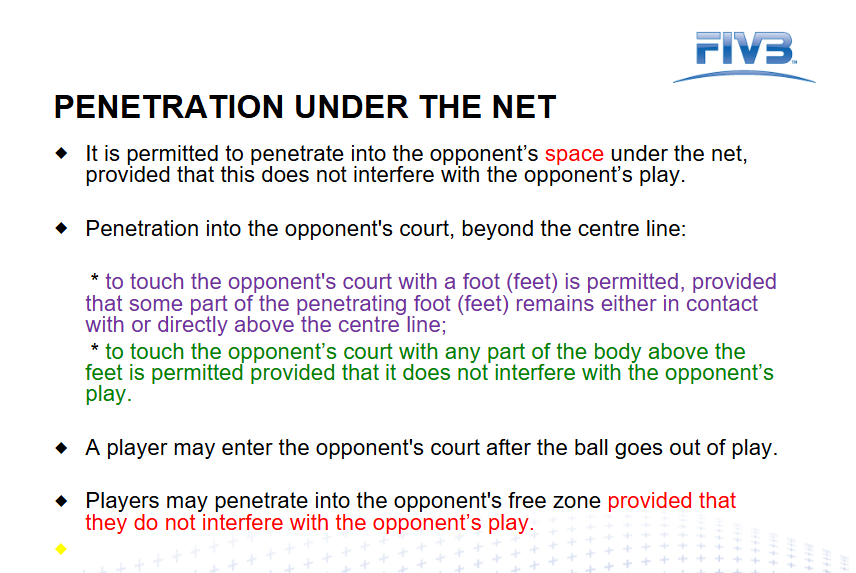 FIVB™
PENETRATION UNDER THE NET
◆ It is permitted to penetrate into the opponent’s space under the net,
provided that this does not interfere with the opponent’s play.
◆ Penetration into the opponent's court, beyond the centre line:
* to touch the opponent's court with a foot (feet) is permitted, provided
that some part of the penetrating foot (feet) remains either in contact
with or directly above the centre line;
* to touch the opponent’s court with any part of the body above the
feet is permitted provided that it does not interfere with the opponent’s
play.
◆ A player may enter the opponent's court after the ball goes out of play.
◆ Players may penetrate into the opponent's free zone provided that
they do not interfere with the opponent’s play.
◆